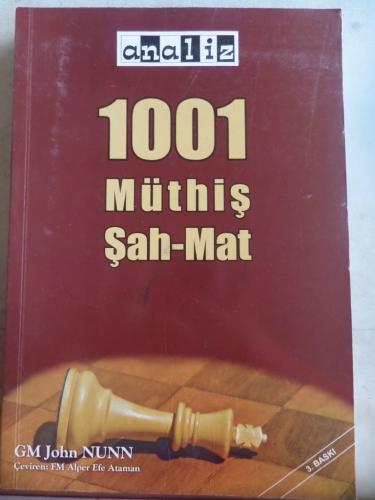 analiz
1001
Müthiş
Şah-Mat
GM John NUNN
Çeviren: FM Alper Efe Ataman
3. BASKI